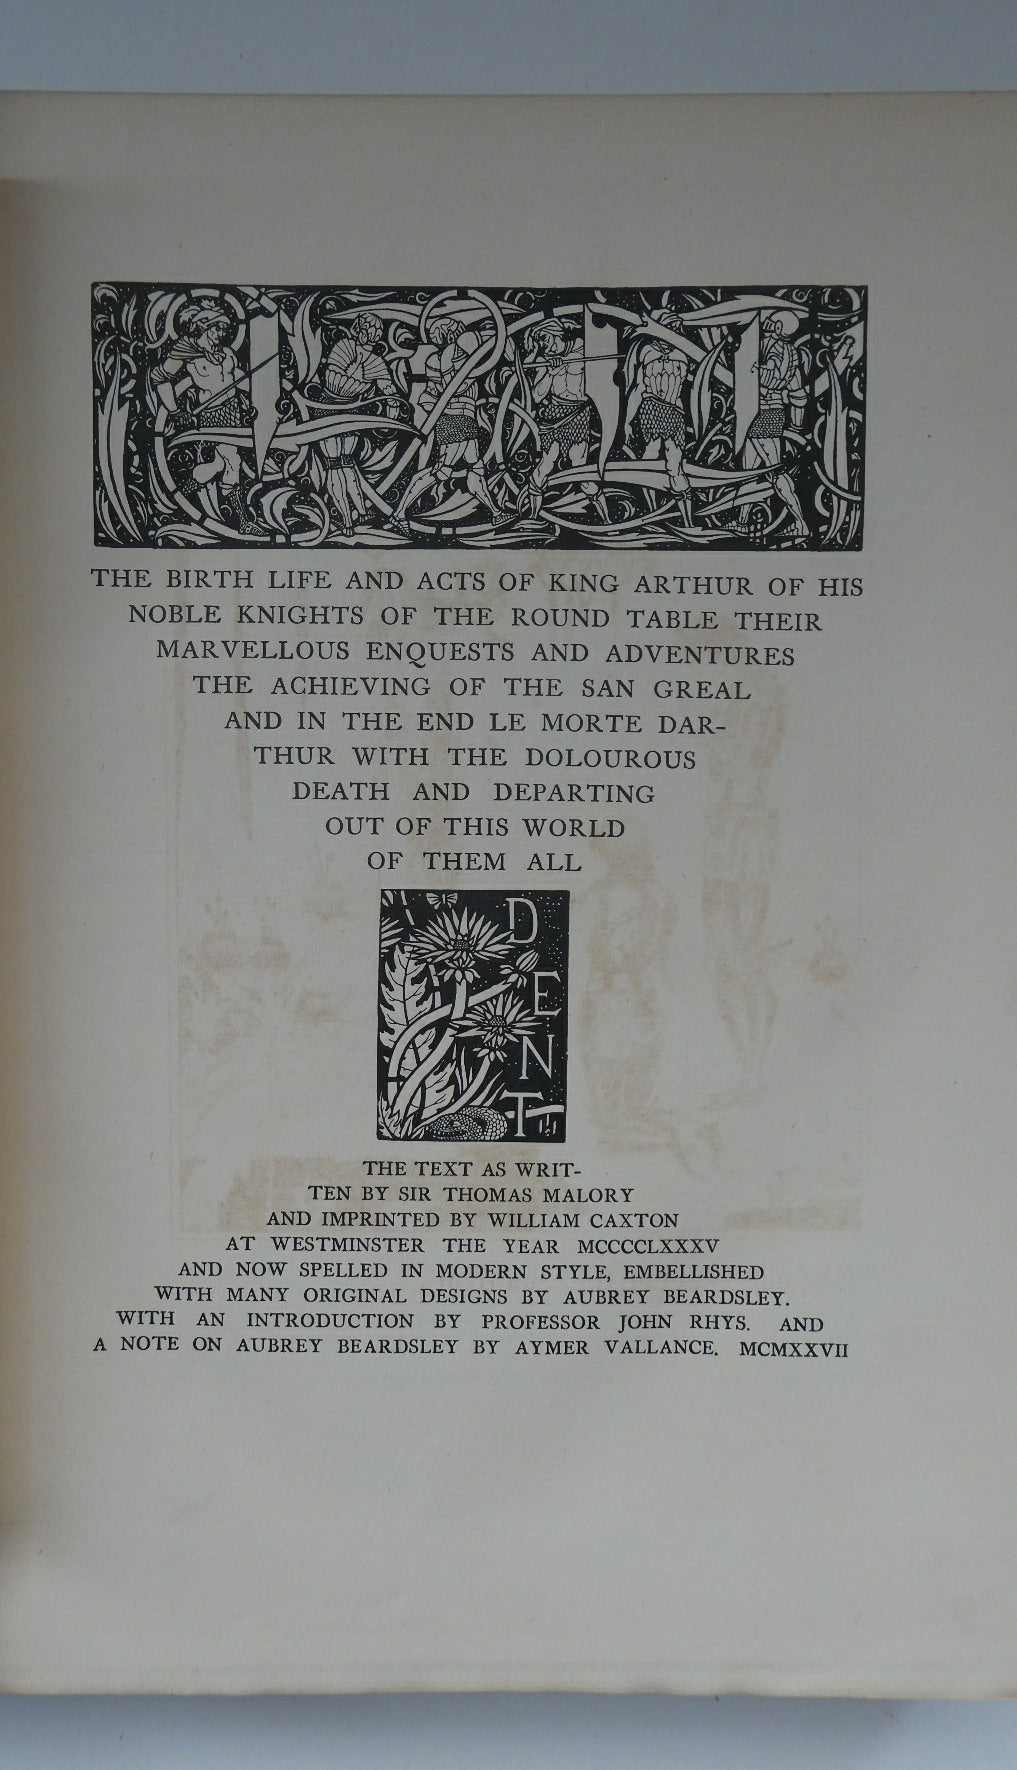 THE BIRTH LIFE AND ACTS OF KING ARTHUR OF HIS
NOBLE KNIGHTS OF THE ROUND TABLE THEIR
MARVELLOUS ENQUESTS AND ADVENTURES
THE ACHIEVING OF THE SAN GREAL
AND IN THE END LE MORTE DAR-
THUR WITH THE DOLOUROUS
DEATH AND DEPARTING
OUT OF THIS WORLD
OF THEM ALL
DENT
THE TEXT AS WRIT-
TEN BY SIR THOMAS MALORY
AND IMPRINTED BY WILLIAM CAXTON
AT WESTMINSTER THE YEAR MCCCCLXXXV
AND NOW SPELLED IN MODERN STYLE, EMBELLISHED
WITH MANY ORIGINAL DESIGNS BY AUBREY BEARDSLEY.
WITH AN INTRODUCTION BY PROFESSOR JOHN RHYS. AND
A NOTE ON AUBREY BEARDSLEY BY AYMER VALLANCE. MCMXXVII